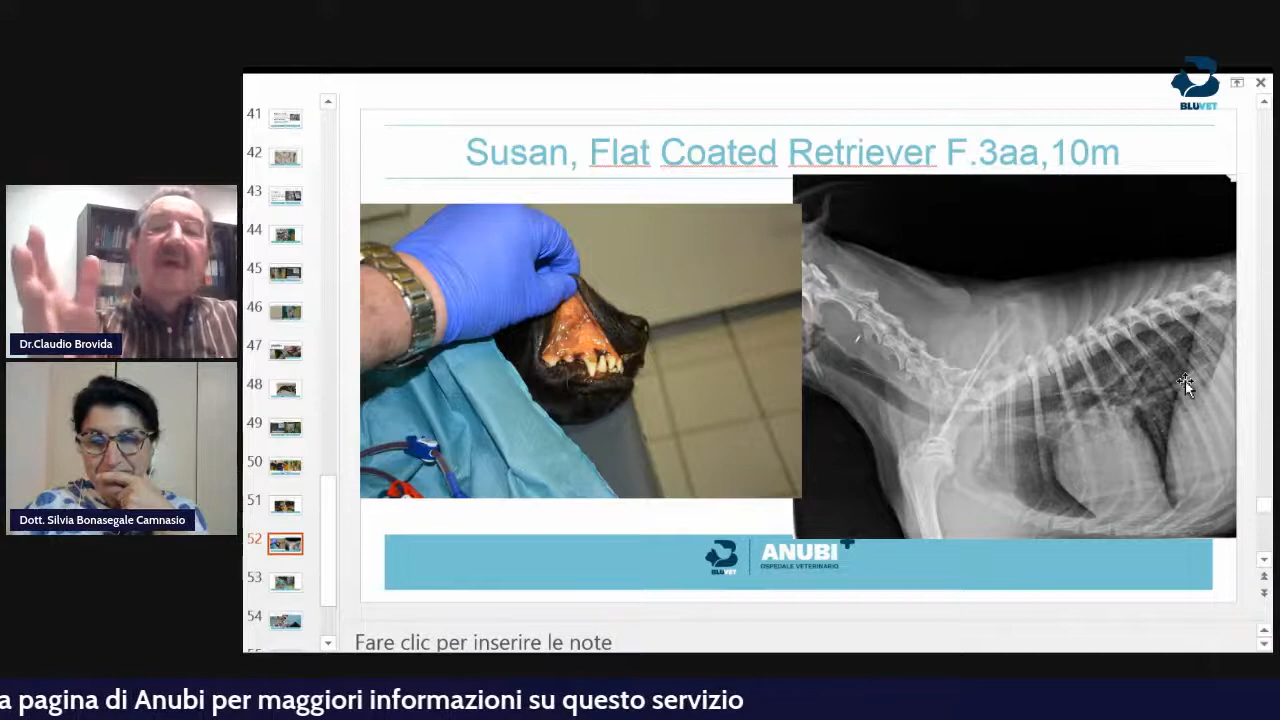 BLUVET
41
42
43
44
45
46
47
48
49
50
51
52
53
54
Susan, Flat Coated Retriever F.3aa,10m
Dr.Claudio Brovida
Dott. Silvia Bonasegale Camnasio
BLUVET
ANUBI
OSPEDALE VETERINARIO
Fare clic per inserire le note
a pagina di Anubi per maggiori informazioni su questo servizio